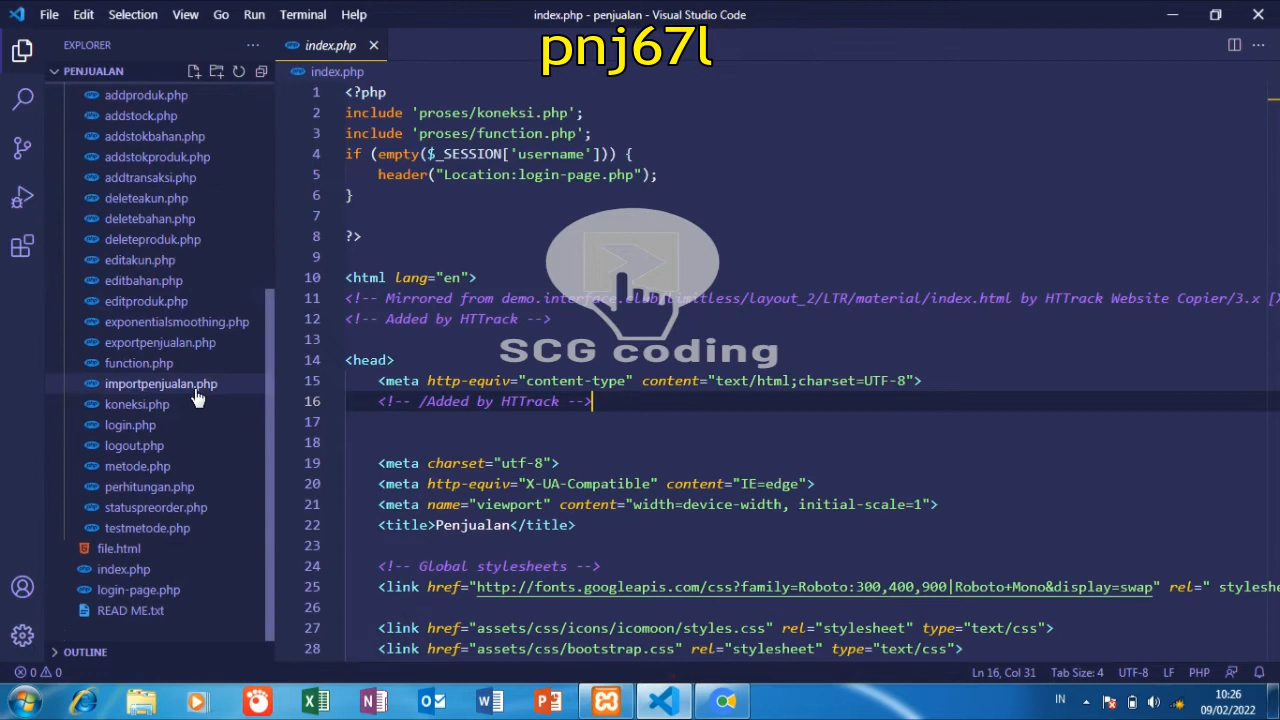 File Edit Selection View Go Run Terminal Help
index.php - penjualan - Visual Studio Code
pnj67l
EXPLORER
PENJUALAN
addproduk.php
addstock.php
addstokbahan.php
addstokproduk.php
addtransaksi.php
deleteakun.php
deletebahan.php
deleteproduk.php
editakun.php
editbahan.php
editproduk.php
exponentialsmoothing.php
exportpenjualan.php
function.php
importpenjualan.php
koneksi.php
login.php
logout.php
metode.php
perhitungan.php
statuspreorder.php
testmetode.php
file.html
index.php
login-page.php
READ ME.txt
OUTLINE
index.php
index.php
1 <?php
2 include 'proses/koneksi.php';
3 include 'proses/function.php';
4 if (empty($_SESSION['username'])) {
5 header("Location:login-page.php");
6 }
7
8 ?>
9
10 <html lang="en">
11 <!-- Mirrored from demo.interface.club/limitless/layout_2/LTR/material/index.html by HTTrack Website Copier/3.x [
12 <!-- Added by HTTrack -->
13
14 <head>
15 <meta http-equiv="content-type" content="text/html;charset=UTF-8">
16 <!-- /Added by HTTrack -->
17
18
19 <meta charset="utf-8">
20 <meta http-equiv="X-UA-Compatible" content="IE=edge">
21 <meta name="viewport" content="width=device-width, initial-scale=1">
22 <title>Penjualan</title>
23
24 <!-- Global stylesheets -->
25 <link href="http://fonts.googleapis.com/css?family=Roboto:300,400,900|Roboto+Mono&display=swap" rel=" styleshe
26
27 <link href="assets/css/icons/icomoon/styles.css" rel="stylesheet" type="text/css">
28 <link href="assets/css/bootstrap.css" rel="stylesheet" type="text/css">
SCG coding
0 0
Ln 16, Col 31 Tab Size: 4 UTF-8 LF PHP
IN
10:26
09/02/2022